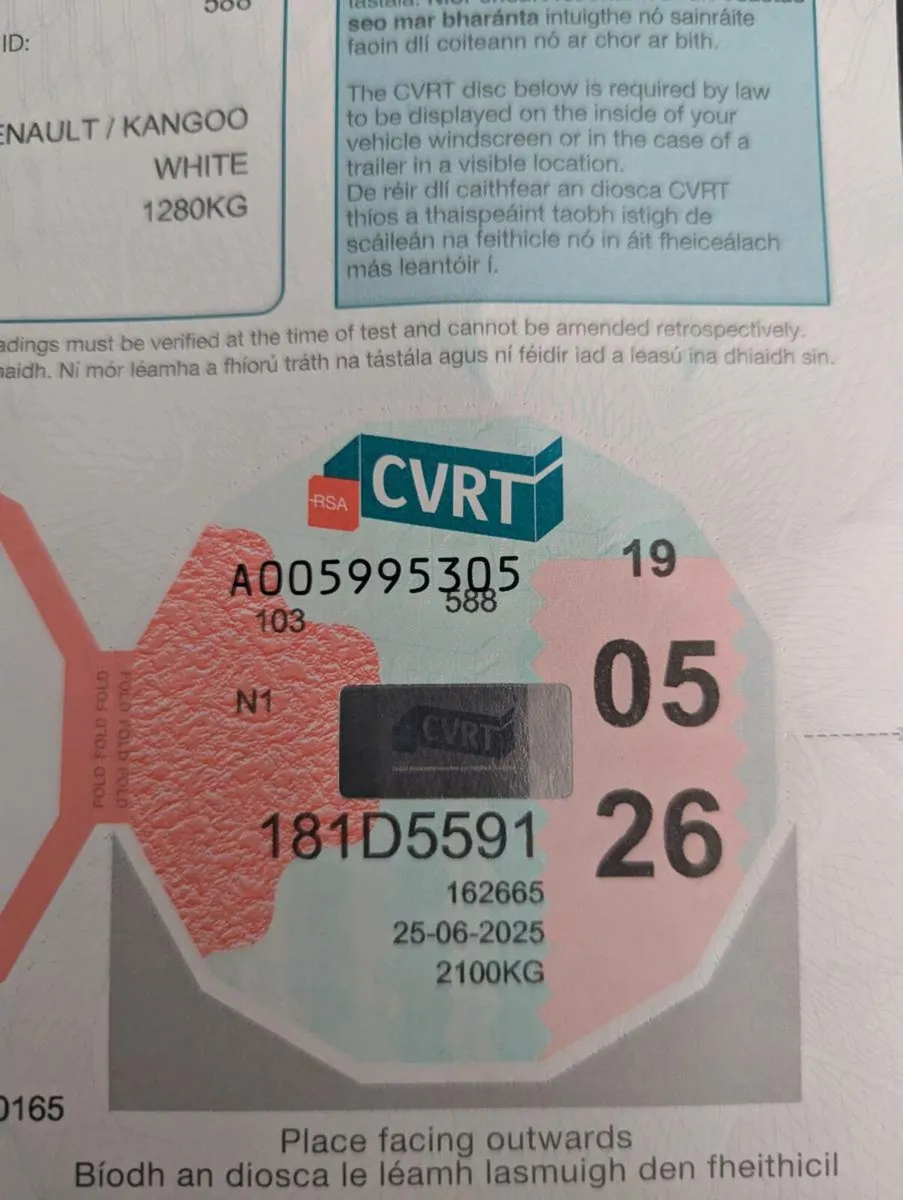 588
ID:
ENAULT / KANGOO
WHITE
1280KG
seo mar bharánta intuigthe nó sainráite
faoin dlí coiteann nó ar chor ar bith.
The CVRT disc below is required by law
to be displayed on the inside of your
vehicle windscreen or in the case of a
trailer in a visible location.
De réir dlí caithfear an diosca CVRT
thíos a thaispeáint taobh istigh de
scáileán na feithicle nó in áit fheiceálach
más leantóir í.
adings must be verified at the time of test and cannot be amended retrospectively.
naidh. Ní mór léamha a fhíorú tráth na tástála agus ní féidir iad a leasú ina dhiaidh sin.
RSA
CVRT
A005995305
588
103
19
N1
05
CVRT
FOLD FOLD FOLD
FOLD FOLD FOLD
181D5591
26
162665
25-06-2025
2100KG
0165
Place facing outwards
Bíodh an diosca le léamh lasmuigh den fheithicil